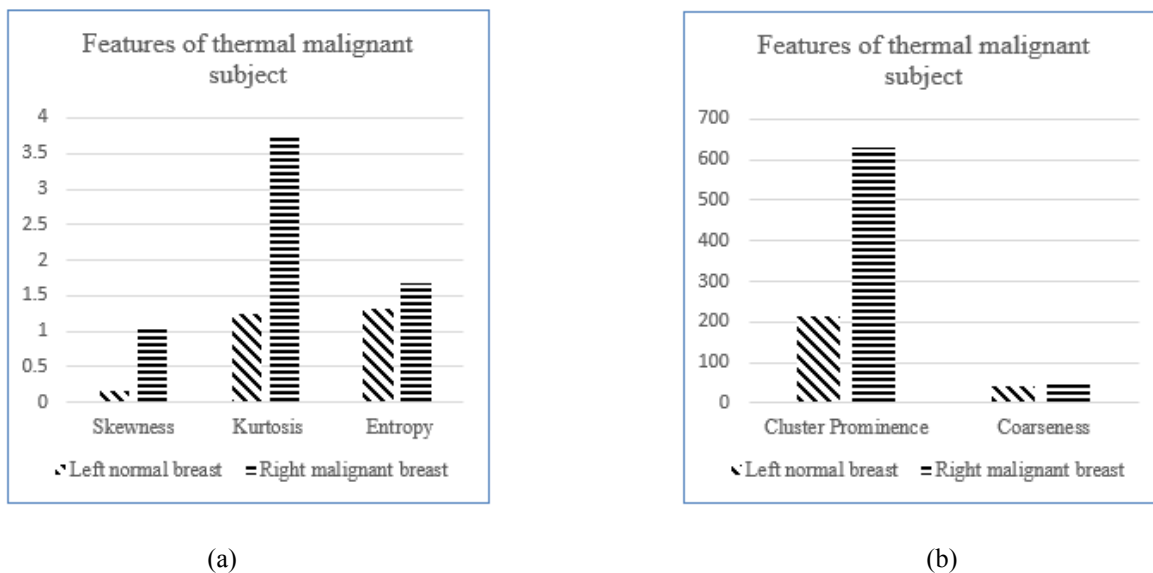 Features of thermal malignant
subject
4
3.5
3
2.5
2
1.5
1
0.5
0
Skewness Kurtosis Entropy
Left normal breast Right malignant breast
(a)
Features of thermal malignant
subject
700
600
500
400
300
200
100
0
Cluster Prominence Coarseness
Left normal breast Right malignant breast
(b)